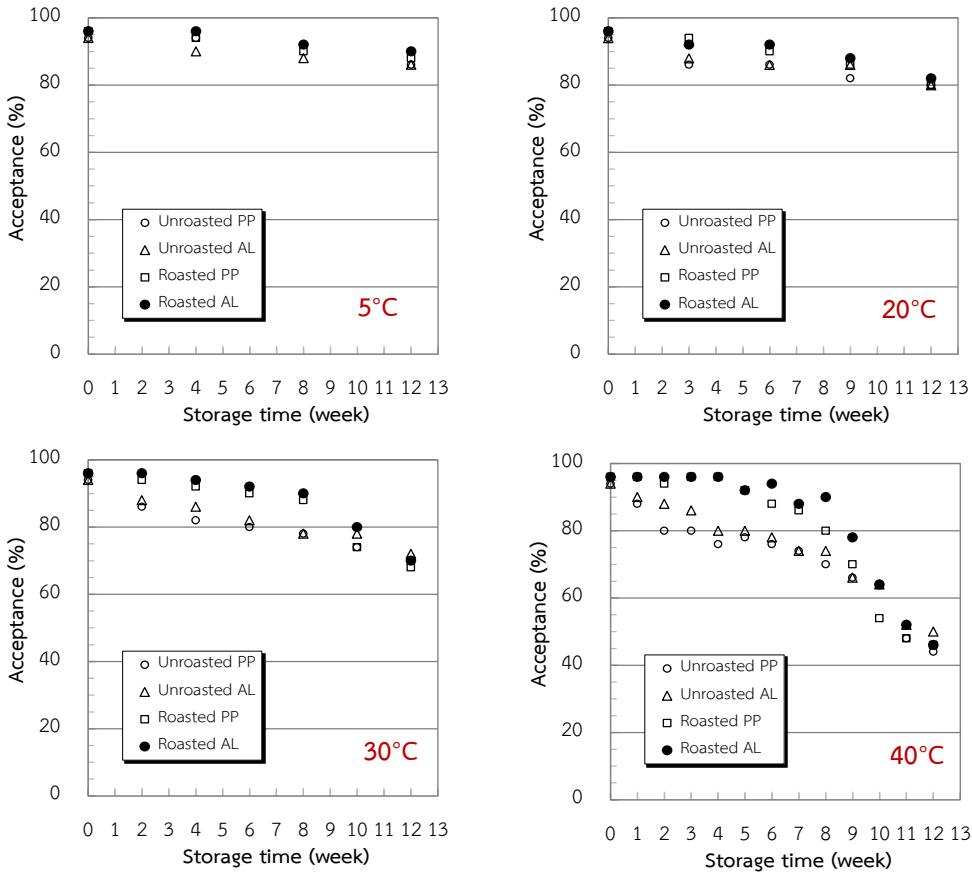 100
80
60
40
20
0
Acceptance (%)
Unroasted PP
Unroasted AL
Roasted PP
Roasted AL
5°C
0 1 2 3 4 5 6 7 8 9 10 11 12 13
Storage time (week)
100
80
60
40
20
0
Acceptance (%)
Unroasted PP
Unroasted AL
Roasted PP
Roasted AL
20°C
0 1 2 3 4 5 6 7 8 9 10 11 12 13
Storage time (week)
100
80
60
40
20
0
Acceptance (%)
Unroasted PP
Unroasted AL
Roasted PP
Roasted AL
30°C
0 1 2 3 4 5 6 7 8 9 10 11 12 13
Storage time (week)
100
80
60
40
20
0
Acceptance (%)
Unroasted PP
Unroasted AL
Roasted PP
Roasted AL
40°C
0 1 2 3 4 5 6 7 8 9 10 11 12 13
Storage time (week)